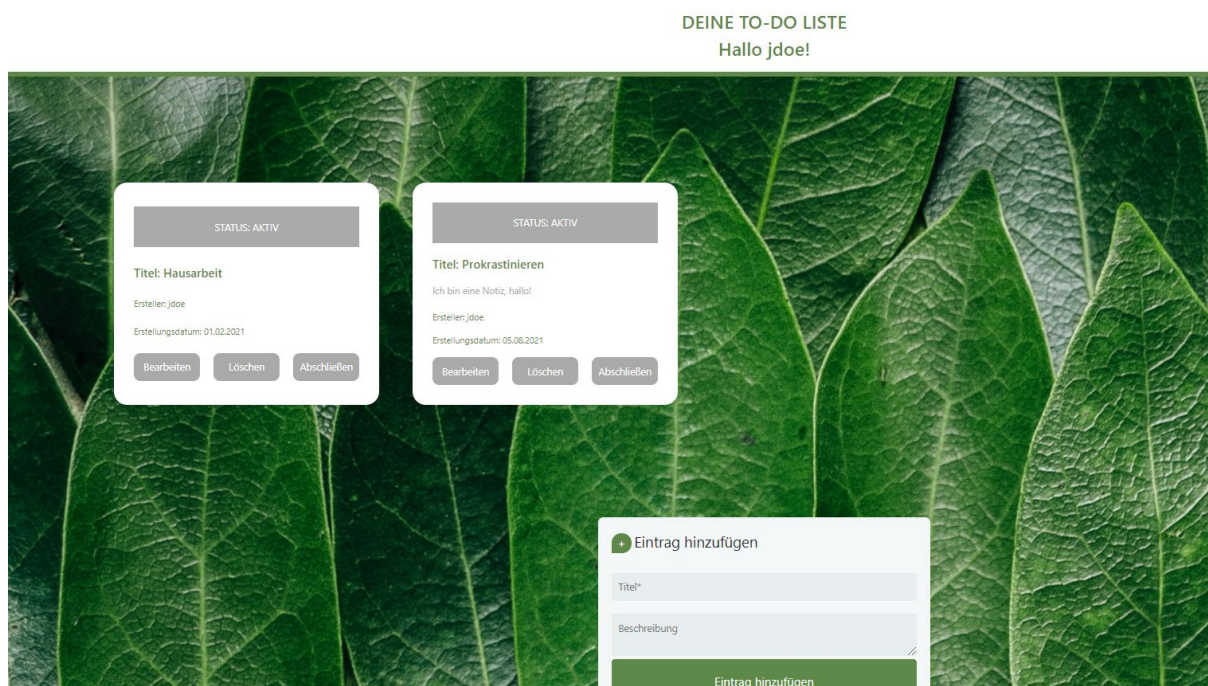 DEINE TO-DO LISTE
Hallo jdoe!
STATUS: AKTIV
Titel: Hausarbeit
Ersteller: jdoe
Erstellungsdatum: 01.02.2021
Bearbeiten
Löschen
Abschließen
STATUS: AKTIV
Titel: Prokrastinieren
Ich bin eine Notiz, hallo!
Ersteller: jdoe
Erstellungsdatum: 05.08.2021
Bearbeiten
Löschen
Abschließen
+ Eintrag hinzufügen
Titel*
Beschreibung
Eintrag hinzufügen